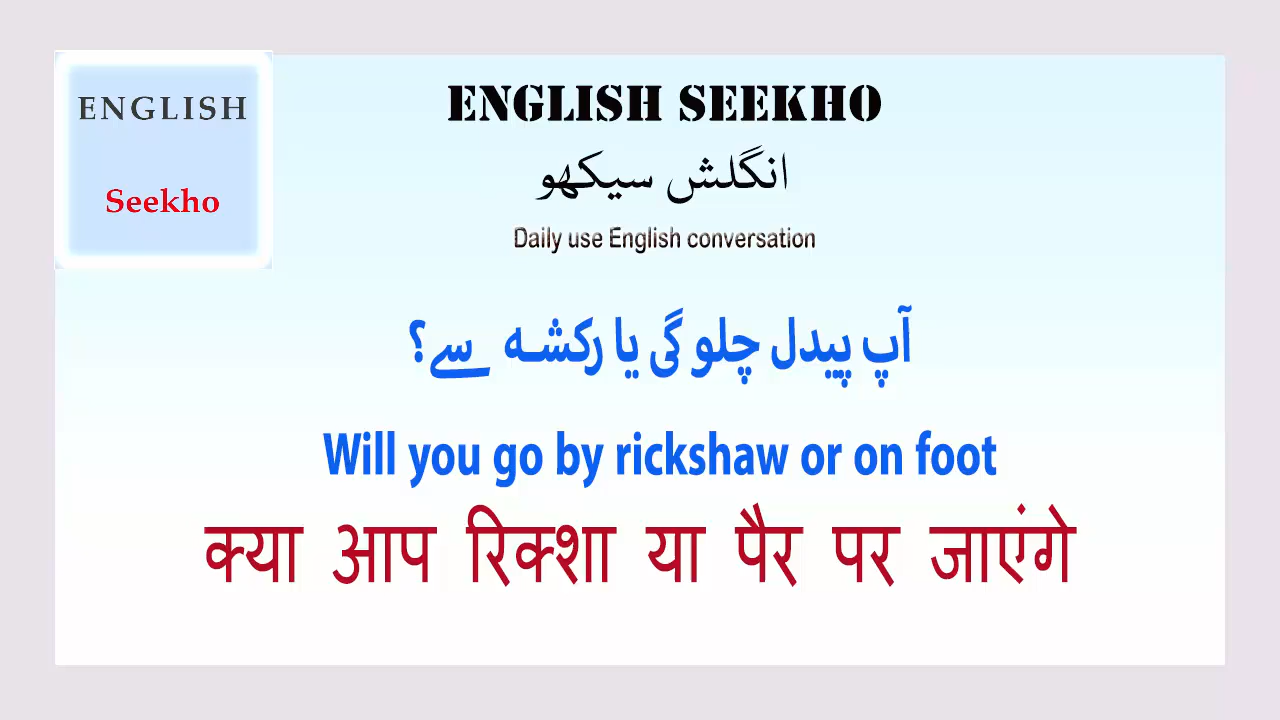 ENGLISH
Seekho
ENGLISH SEEKHO
انگلش سیکھو
Daily use English conversation
آپ پیدل چلو گی یا رکشہ سے؟
Will you go by rickshaw or on foot
क्या आप रिक्शा या पैर पर जाएंगे